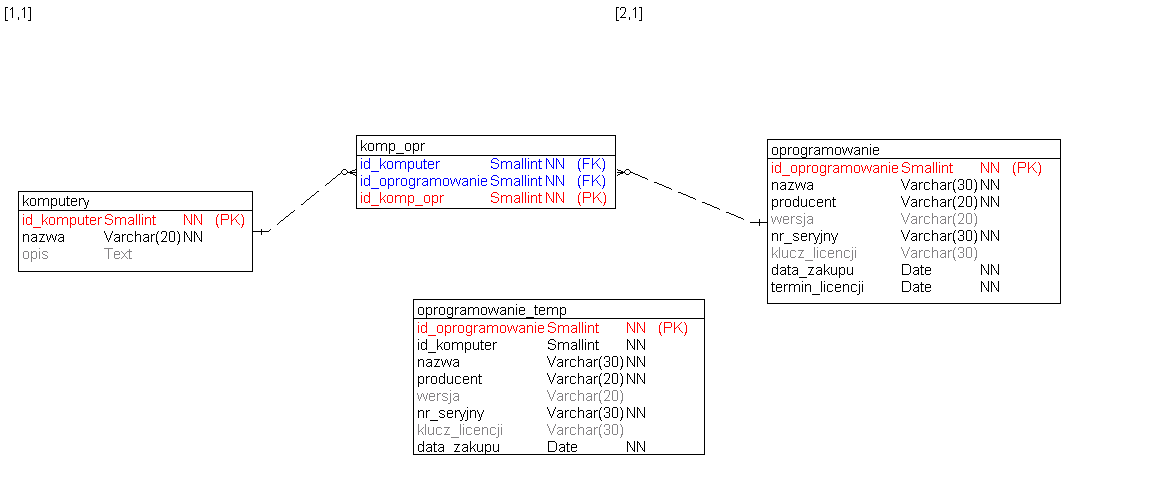 [1,1] [2,1]
komp_opr
id_komputer Smallint NN (FK)
id_oprogramowanie Smallint NN (FK)
id_komp_opr Smallint NN (PK)
oprogramowanie
id_oprogramowanie Smallint NN (PK)
nazwa Varchar(30) NN
producent Varchar(20) NN
wersja Varchar(20)
nr_seryjny Varchar(30) NN
klucz_licencji Varchar(30)
data_zakupu Date NN
termin_licencji Date NN
komputery
id_komputer Smallint NN (PK)
nazwa Varchar(20) NN
opis Text
oprogramowanie_temp
id_oprogramowanie Smallint NN (PK)
id_komputer Smallint NN
nazwa Varchar(30) NN
producent Varchar(20) NN
wersja Varchar(20)
nr_seryjny Varchar(30) NN
klucz_licencji Varchar(30)
data_zakupu Date NN